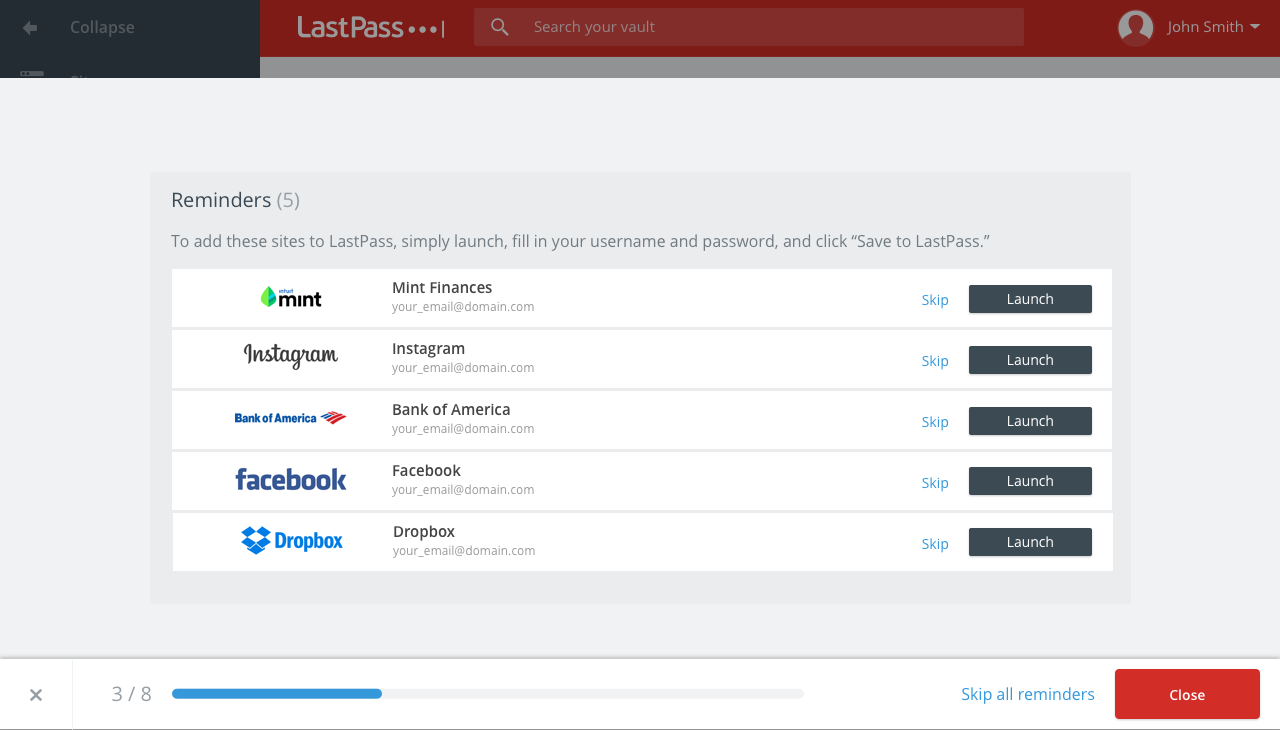 Collapse
LastPass
Search your vault
John Smith
Reminders (5)
To add these sites to LastPass, simply launch, fill in your username and password, and click “Save to LastPass.”
intuit
mint
Mint Finances
your_email@domain.com
Skip
Launch
Instagram
Instagram
your_email@domain.com
Skip
Launch
Bank of America
Bank of America
your_email@domain.com
Skip
Launch
facebook
Facebook
your_email@domain.com
Skip
Launch
Dropbox
Dropbox
your_email@domain.com
Skip
Launch
3 / 8
Skip all reminders
Close